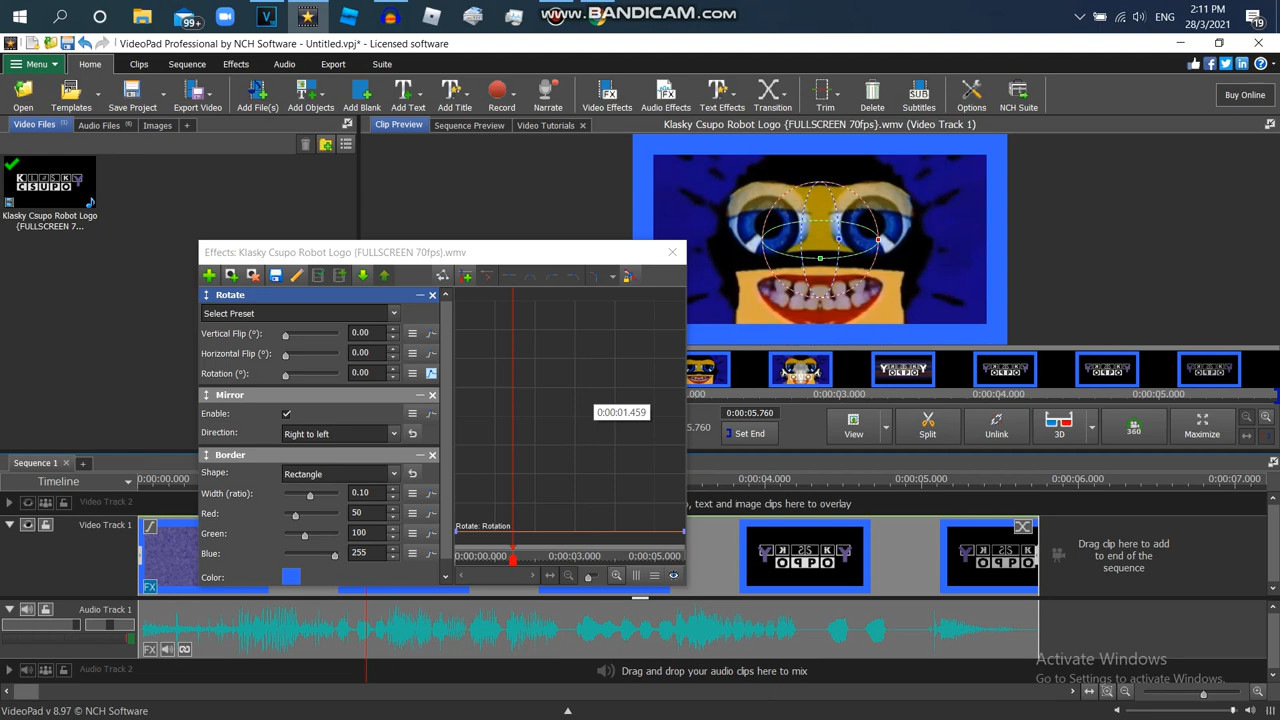 www.BANDICAM.com
99+
ENG
2:11 PM
28/3/2021
19
VideoPad Professional by NCH Software - Untitled.vpj* - Licensed software
Menu Home Clips Sequence Effects Audio Export Suite
Open Templates Save Project Export Video Add File(s) Add Objects Add Blank Add Text Add Title Record Narrate Video Effects Audio Effects Text Effects Transition Trim Delete Subtitles Options NCH Suite Buy Online
Video Files (1) Audio Files (6) Images +
Clip Preview Sequence Preview Video Tutorials Klasky Csupo Robot Logo {FULLSCREEN 70fps}.wmv (Video Track 1)
KLASKY
CSUPO
Klasky Csupo Robot Logo
{FULLSCREEN 7...
Effects: Klasky Csupo Robot Logo {FULLSCREEN 70fps}.wmv
Rotate
Select Preset
Vertical Flip (°): 0.00
Horizontal Flip (°): 0.00
Rotation (°): 0.00
Mirror
Enable:
Direction: Right to left
Border
Shape: Rectangle
Width (ratio): 0.10
Red: 50
Green: 100
Blue: 255
Color:
0:00:01.459
Rotate: Rotation
0:00:00.000 0:00:03.000 0:00:05.000
.000 0:00:03.000 0:00:04.000 0:00:05.000
5.760
0:00:05.760
Set End
View Split Unlink 3D 360 Maximize
Sequence 1 +
Timeline 0:00:00.000 0:00:04.000 0:00:05.000 0:00:06.000 0:00:07.000
Video Track 2
, text and image clips here to overlay
Video Track 1
FX
Drag clip here to add
to end of the
sequence
Audio Track 1
FX
Audio Track 2
Drag and drop your audio clips here to mix
Activate Windows
Go to Settings to activate Windows.
VideoPad v 8.97 © NCH Software